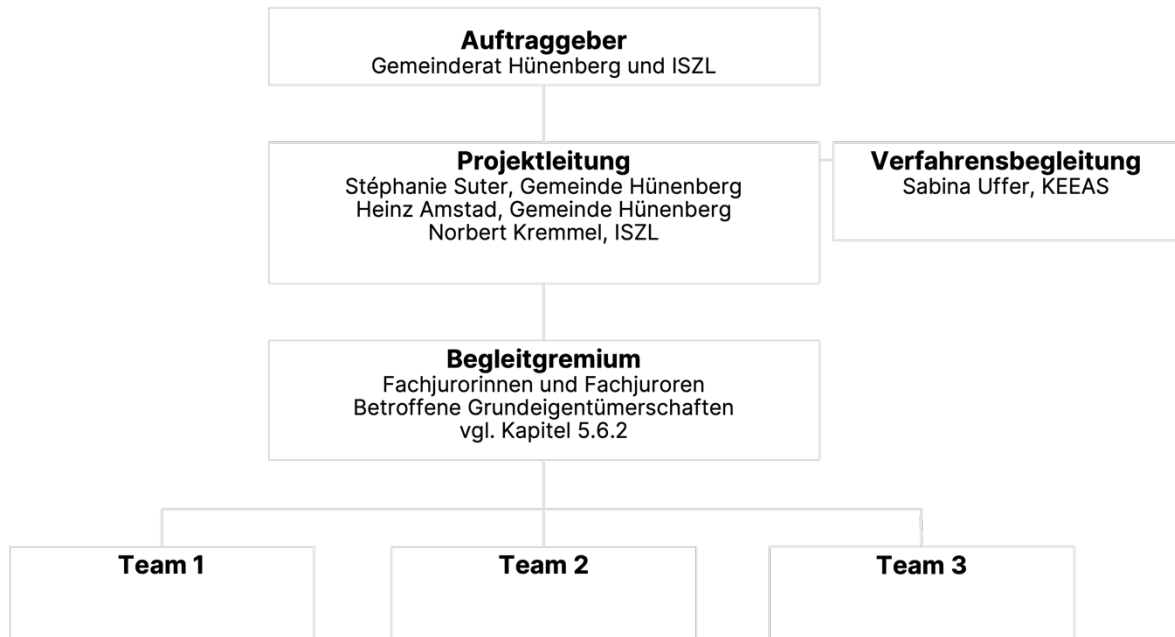 Auftraggeber
Gemeinderat Hünenberg und ISZL
Projektleitung
Stéphanie Suter, Gemeinde Hünenberg
Heinz Amstad, Gemeinde Hünenberg
Norbert Kremmel, ISZL
Verfahrensbegleitung
Sabina Uffer, KEEAS
Begleitgremium
Fachjurorinnen und Fachjuroren
Betroffene Grundeigentümerschaften
vgl. Kapitel 5.6.2
Team 1
Team 2
Team 3